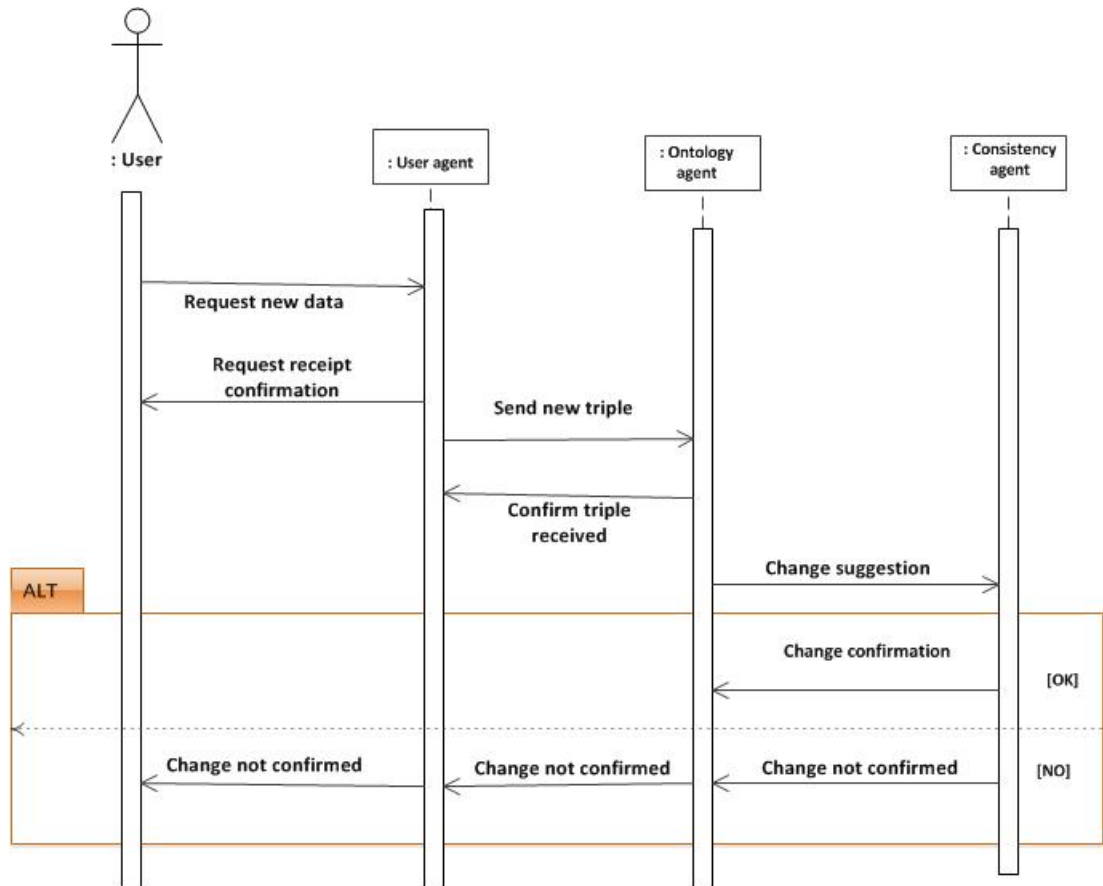 : User
: User agent
: Ontology
agent
: Consistency
agent
Request new data
Request receipt
confirmation
Send new triple
Confirm triple
received
Change suggestion
ALT
Change confirmation
[OK]
Change not confirmed
Change not confirmed
Change not confirmed
[NO]